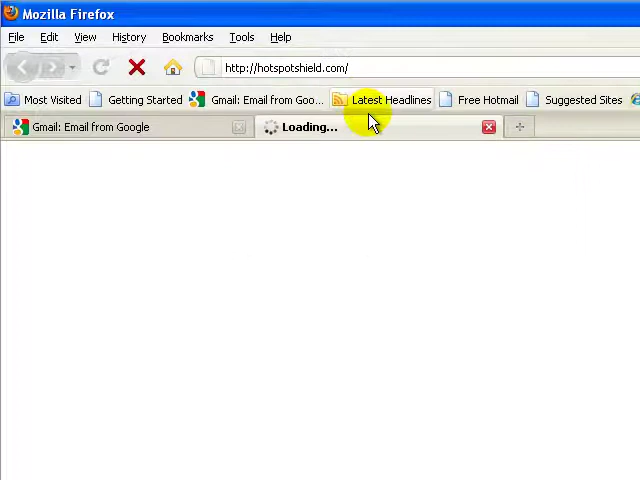 Mozilla Firefox
File Edit View History Bookmarks Tools Help
http://hotspotshield.com/
Most Visited Getting Started Gmail: Email from Goo... Latest Headlines Free Hotmail Suggested Sites
Gmail: Email from Google Loading...